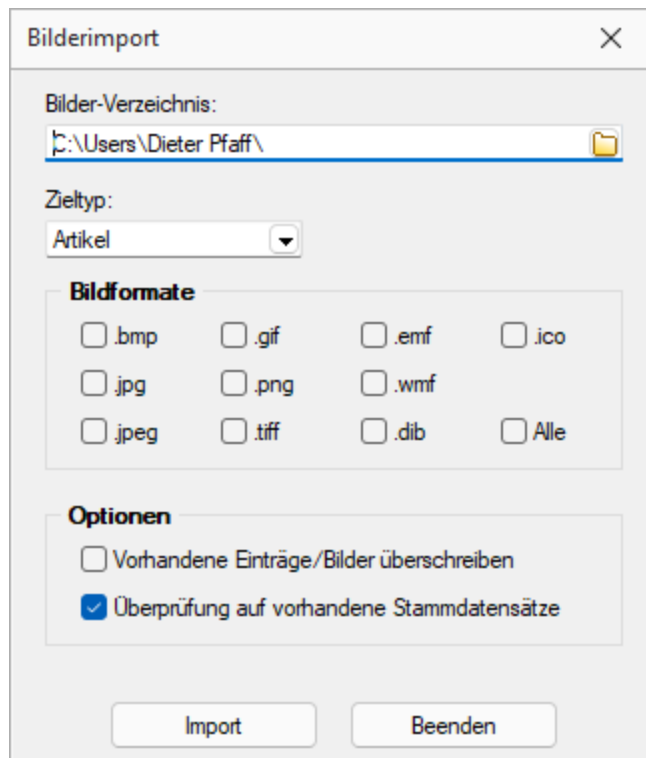 Bilderimport
Bilder-Verzeichnis:
C:\Users\Dieter Pfaff\
Zieltyp:
Artikel
Bildformate
.bmp .gif .emf .ico
.jpg .png .wmf
.jpeg .tiff .dib Alle
Optionen
Vorhandene Einträge/Bilder überschreiben
Überprüfung auf vorhandene Stammdatensätze
Import Beenden